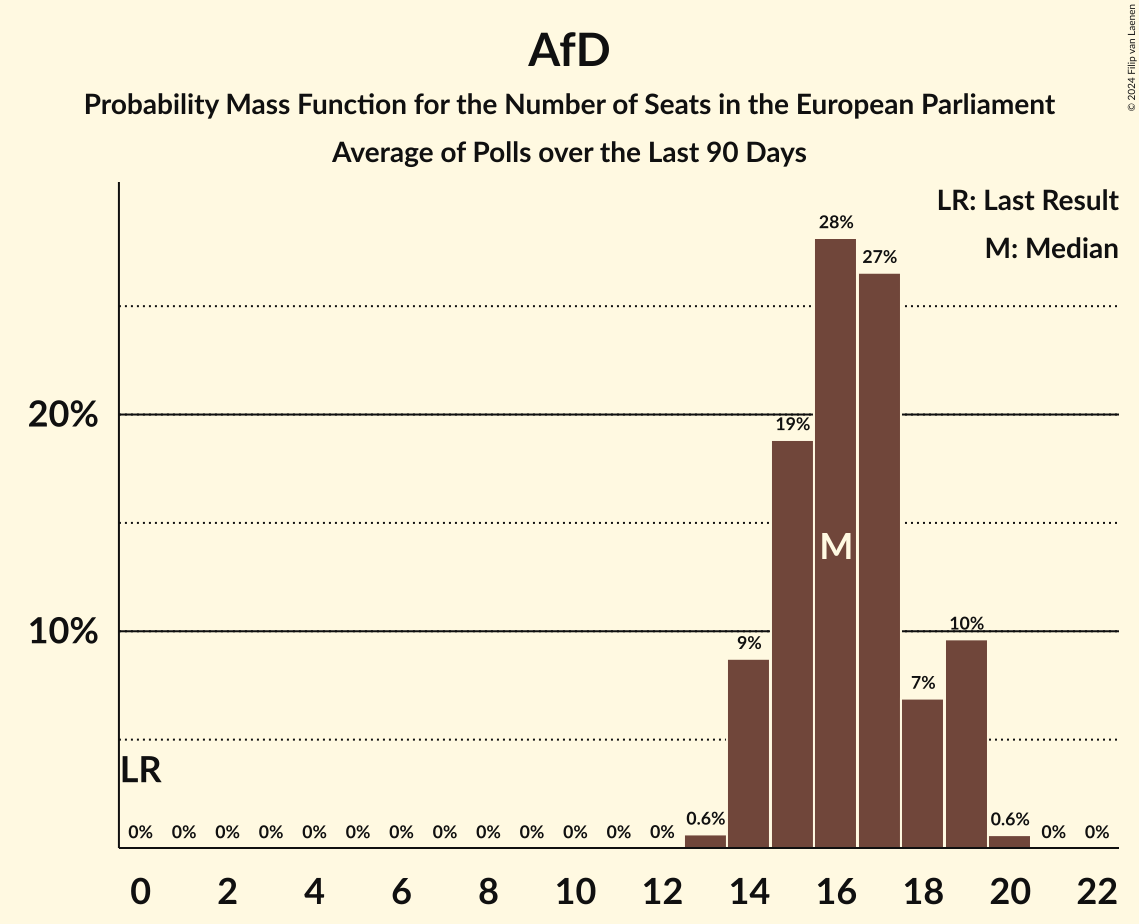 AfD
Probability Mass Function for the Number of Seats in the European Parliament
Average of Polls over the Last 90 Days
© 2024 Filip van Laenen
LR: Last Result
M: Median
28%
27%
20%
19%
M
10%
10%
9%
7%
LR
0% 0% 0% 0% 0% 0% 0% 0% 0% 0% 0% 0% 0% 0.6% 0.6% 0% 0%
0 2 4 6 8 10 12 14 16 18 20 22